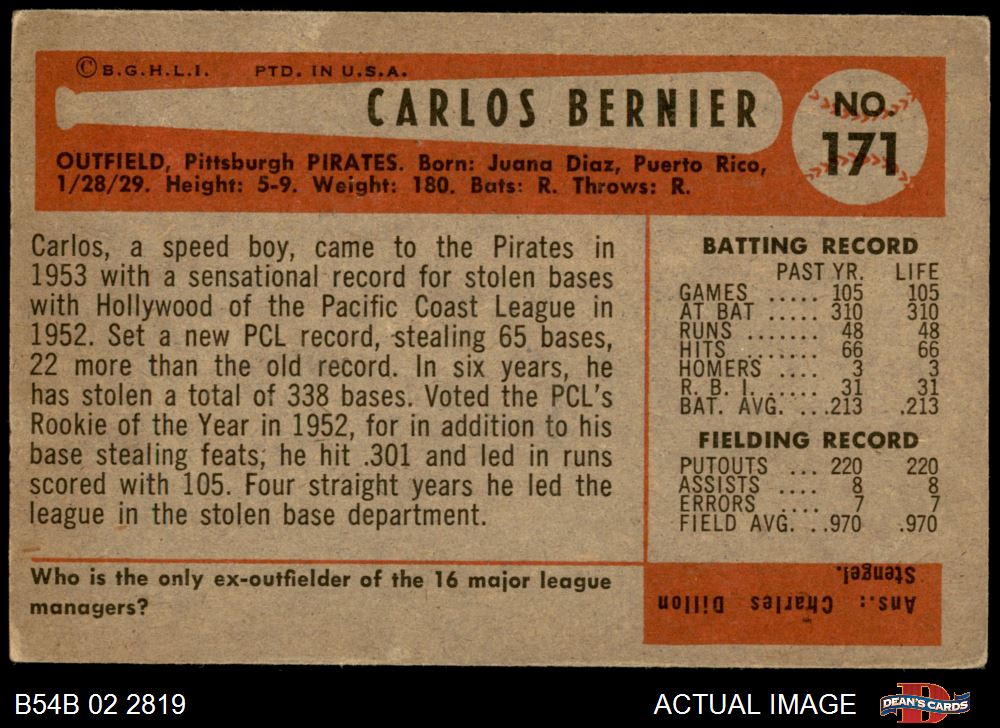 ©B.G.H.L.I. PTD. IN U.S.A.
CARLOS BERNIER
NO.
171
OUTFIELD, Pittsburgh PIRATES. Born: Juana Diaz, Puerto Rico,
1/28/29. Height: 5-9. Weight: 180. Bats: R. Throws: R.
Carlos, a speed boy, came to the Pirates in
1953 with a sensational record for stolen bases
with Hollywood of the Pacific Coast League in
1952. Set a new PCL record, stealing 65 bases,
22 more than the old record. In six years, he
has stolen a total of 338 bases. Voted the PCL's
Rookie of the Year in 1952, for in addition to his
base stealing feats, he hit .301 and led in runs
scored with 105. Four straight years he led the
league in the stolen base department.
BATTING RECORD
PAST YR. LIFE
GAMES ..... 105 105
AT BAT ..... 310 310
RUNS ....... 48 48
HITS ....... 66 66
HOMERS .... 3 3
R. B. I. ...... 31 31
BAT. AVG. ...213 .213
FIELDING RECORD
PUTOUTS ... 220 220
ASSISTS .... 8 8
ERRORS .... 7 7
FIELD AVG. ..970 .970
Who is the only ex-outfielder of the 16 major league
managers?
Ans.: Charles Dillon
Stengel.
B54B 02 2819
ACTUAL IMAGE
D
DEAN'S CARDS